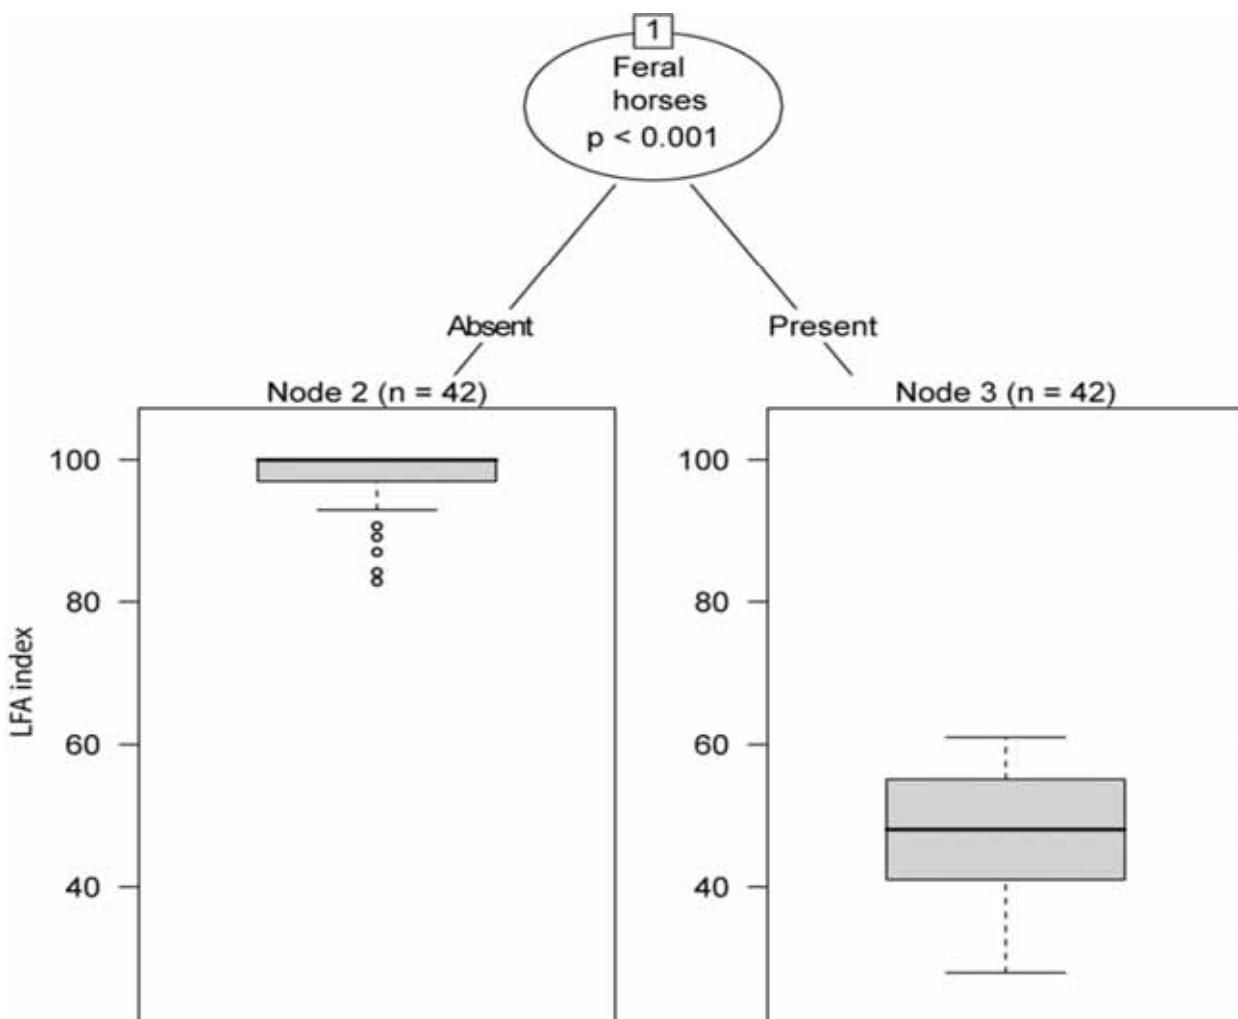 1
Feral
horses
p < 0.001
Absent
Present
Node 2 (n = 42)
Node 3 (n = 42)
100
80
60
40
LFA index
100
80
60
40